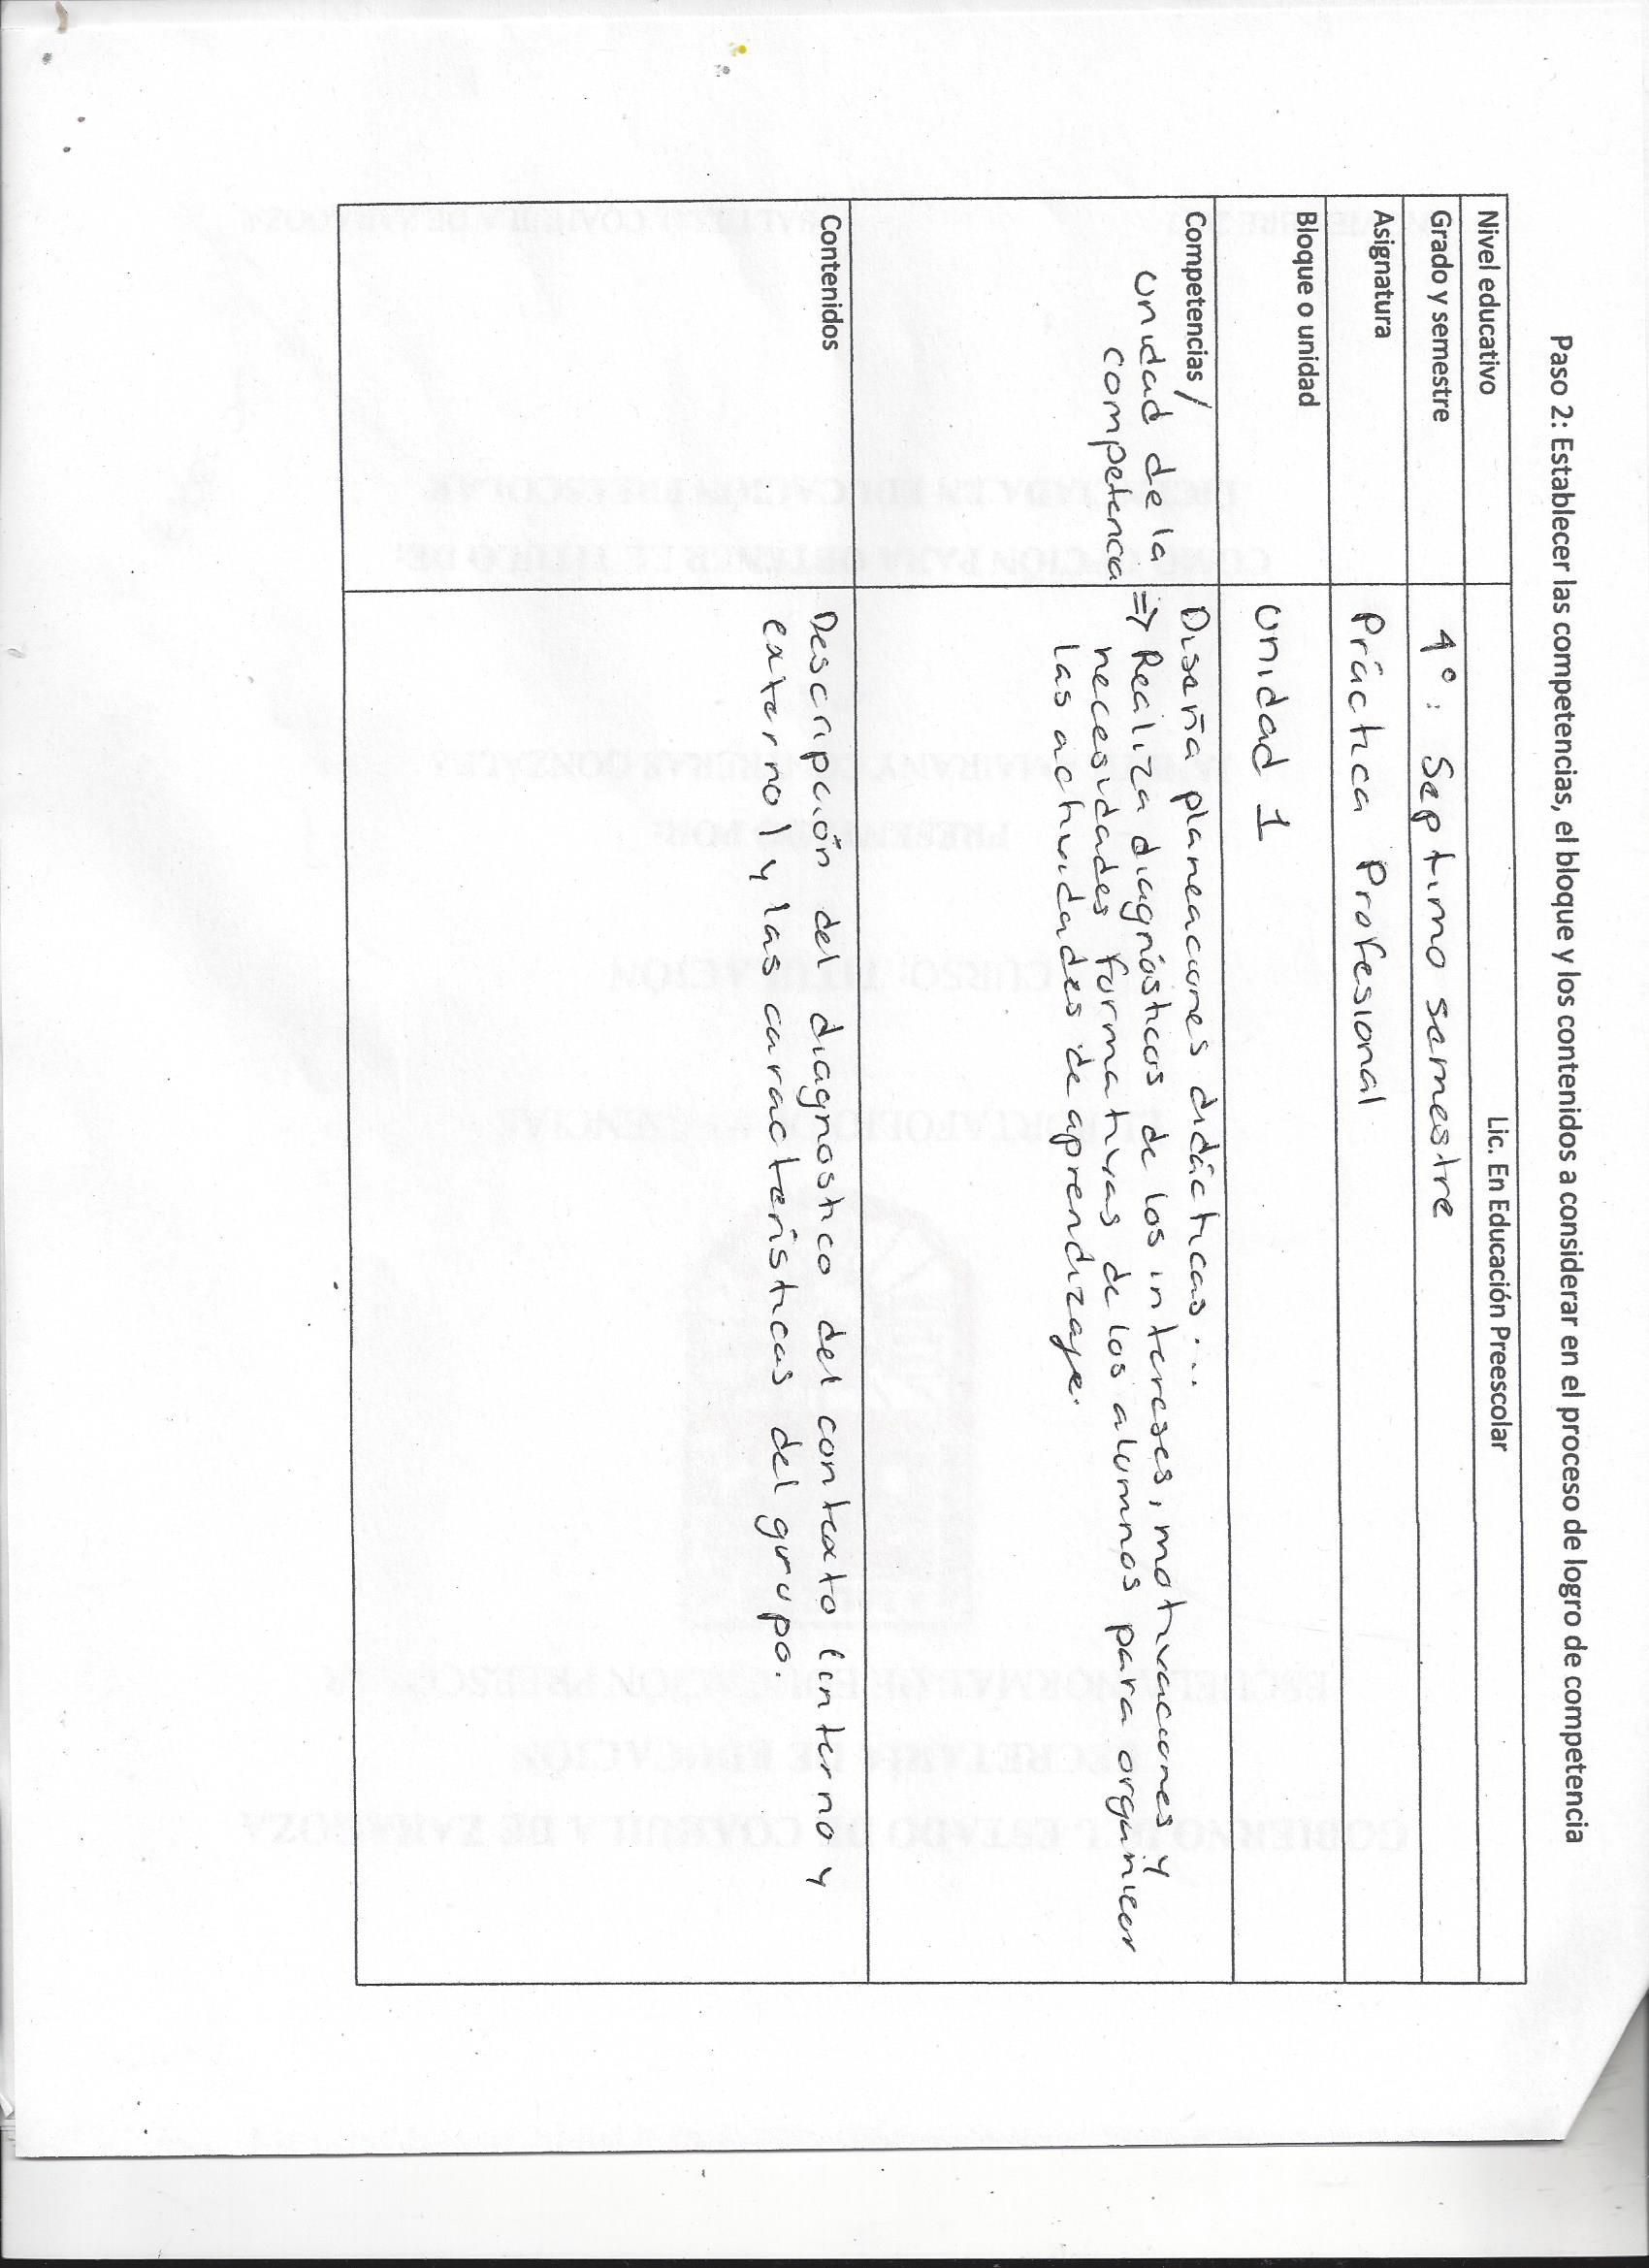 Paso 2: Establecer las competencias, el bloque y los contenidos a considerar en el proceso de logro de competencia
Nivel educativo
Lic. En Educación Preescolar
Grado y semestre
4°: Septimo semestre
Asignatura
Práctica Profesional
Bloque o unidad
Unidad 1
Competencias /
Unidad de la
competencia
Diseña planeaciones didácticas...
⇒ Realiza diagnósticos de los intereses, motivaciones y
necesidades formativas de los alumnos para organizar
las actividades de aprendizaje.
Contenidos
Descripción del diagnostico del contexto (interno y
externo) y las características del grupo.